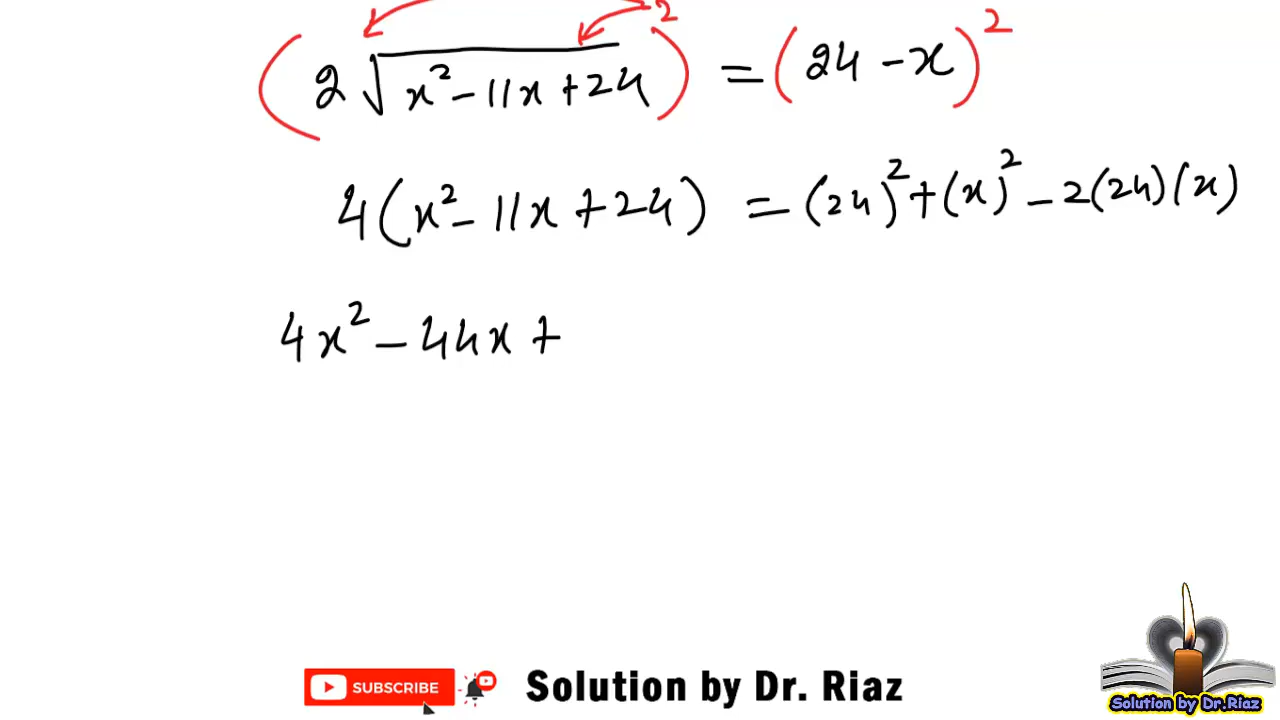 (2√x² - 11x + 24)² = (24 - x)²
4(x² - 11x + 24) = (24)² + (x)² - 2(24)(x)
4x² - 44x +
SUBSCRIBE
Solution by Dr. Riaz
Solution by Dr.Riaz